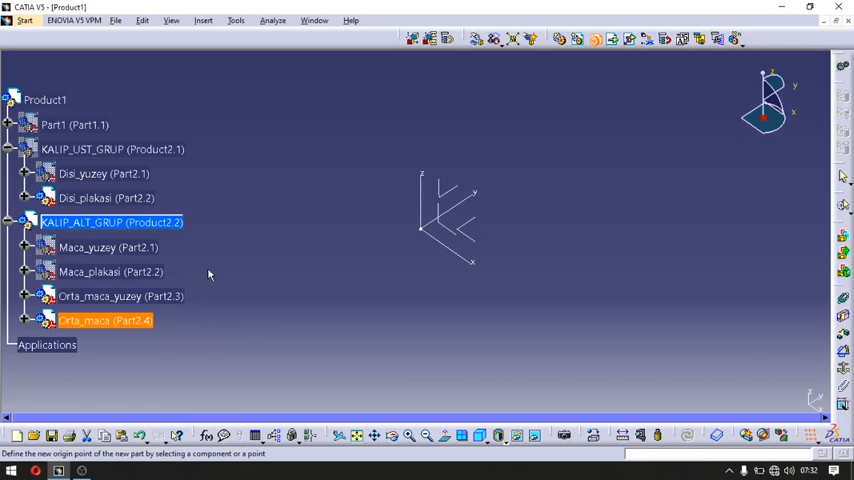 CATIA V5 - [Product1]
Start ENOVIA V5 VPM File Edit View Insert Tools Analyze Window Help
Product1
Part1 (Part1.1)
KALIP_UST_GRUP (Product2.1)
Disi_yuzey (Part2.1)
Disi_plakasi (Part2.2)
KALIP_ALT_GRUP (Product2.2)
Maca_yuzey (Part2.1)
Maca_plakasi (Part2.2)
Orta_maca_yuzey (Part2.3)
Orta_maca (Part2.4)
Applications
z
y
x
z
y
x
z
y
x
Define the new origin point of the new part by selecting a component or a point
07:32